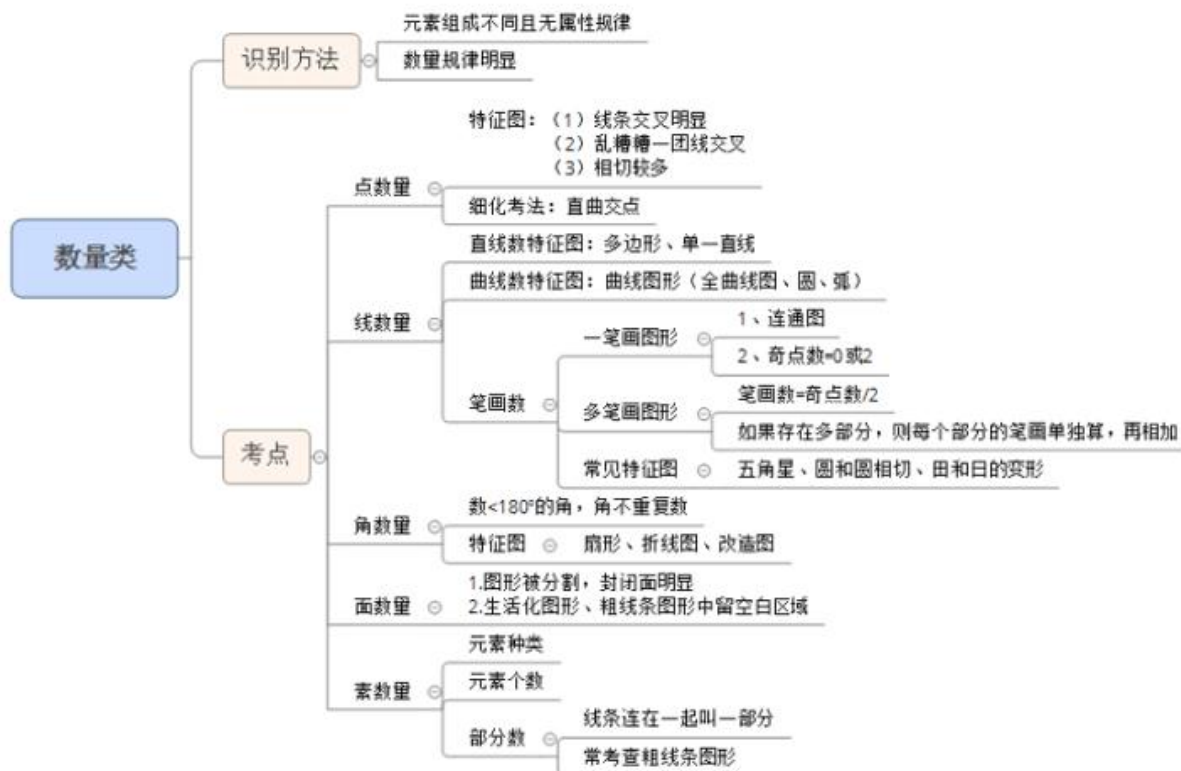 数量类
识别方法
元素组成不同且无属性规律
数量规律明显
考点
点数量
特征图：（1）线条交叉明显
（2）乱糟糟一团线交叉
（3）相切较多
细化考法：直曲交点
线数量
直线数特征图：多边形、单一直线
曲线数特征图：曲线图形（全曲线图、圆、弧）
笔画数
一笔画图形
1、连通图
2、奇点数=0或2
多笔画图形
笔画数=奇点数/2
如果存在多部分，则每个部分的笔画单独算，再相加
常见特征图
五角星、圆和圆相切、田和日的变形
角数量
数<180°的角，角不重复数
特征图
扇形、折线图、改造图
面数量
1.图形被分割，封闭面明显
2.生活化图形、粗线条图形中留空白区域
素数量
元素种类
元素个数
部分数
线条连在一起叫一部分
常考查粗线条图形